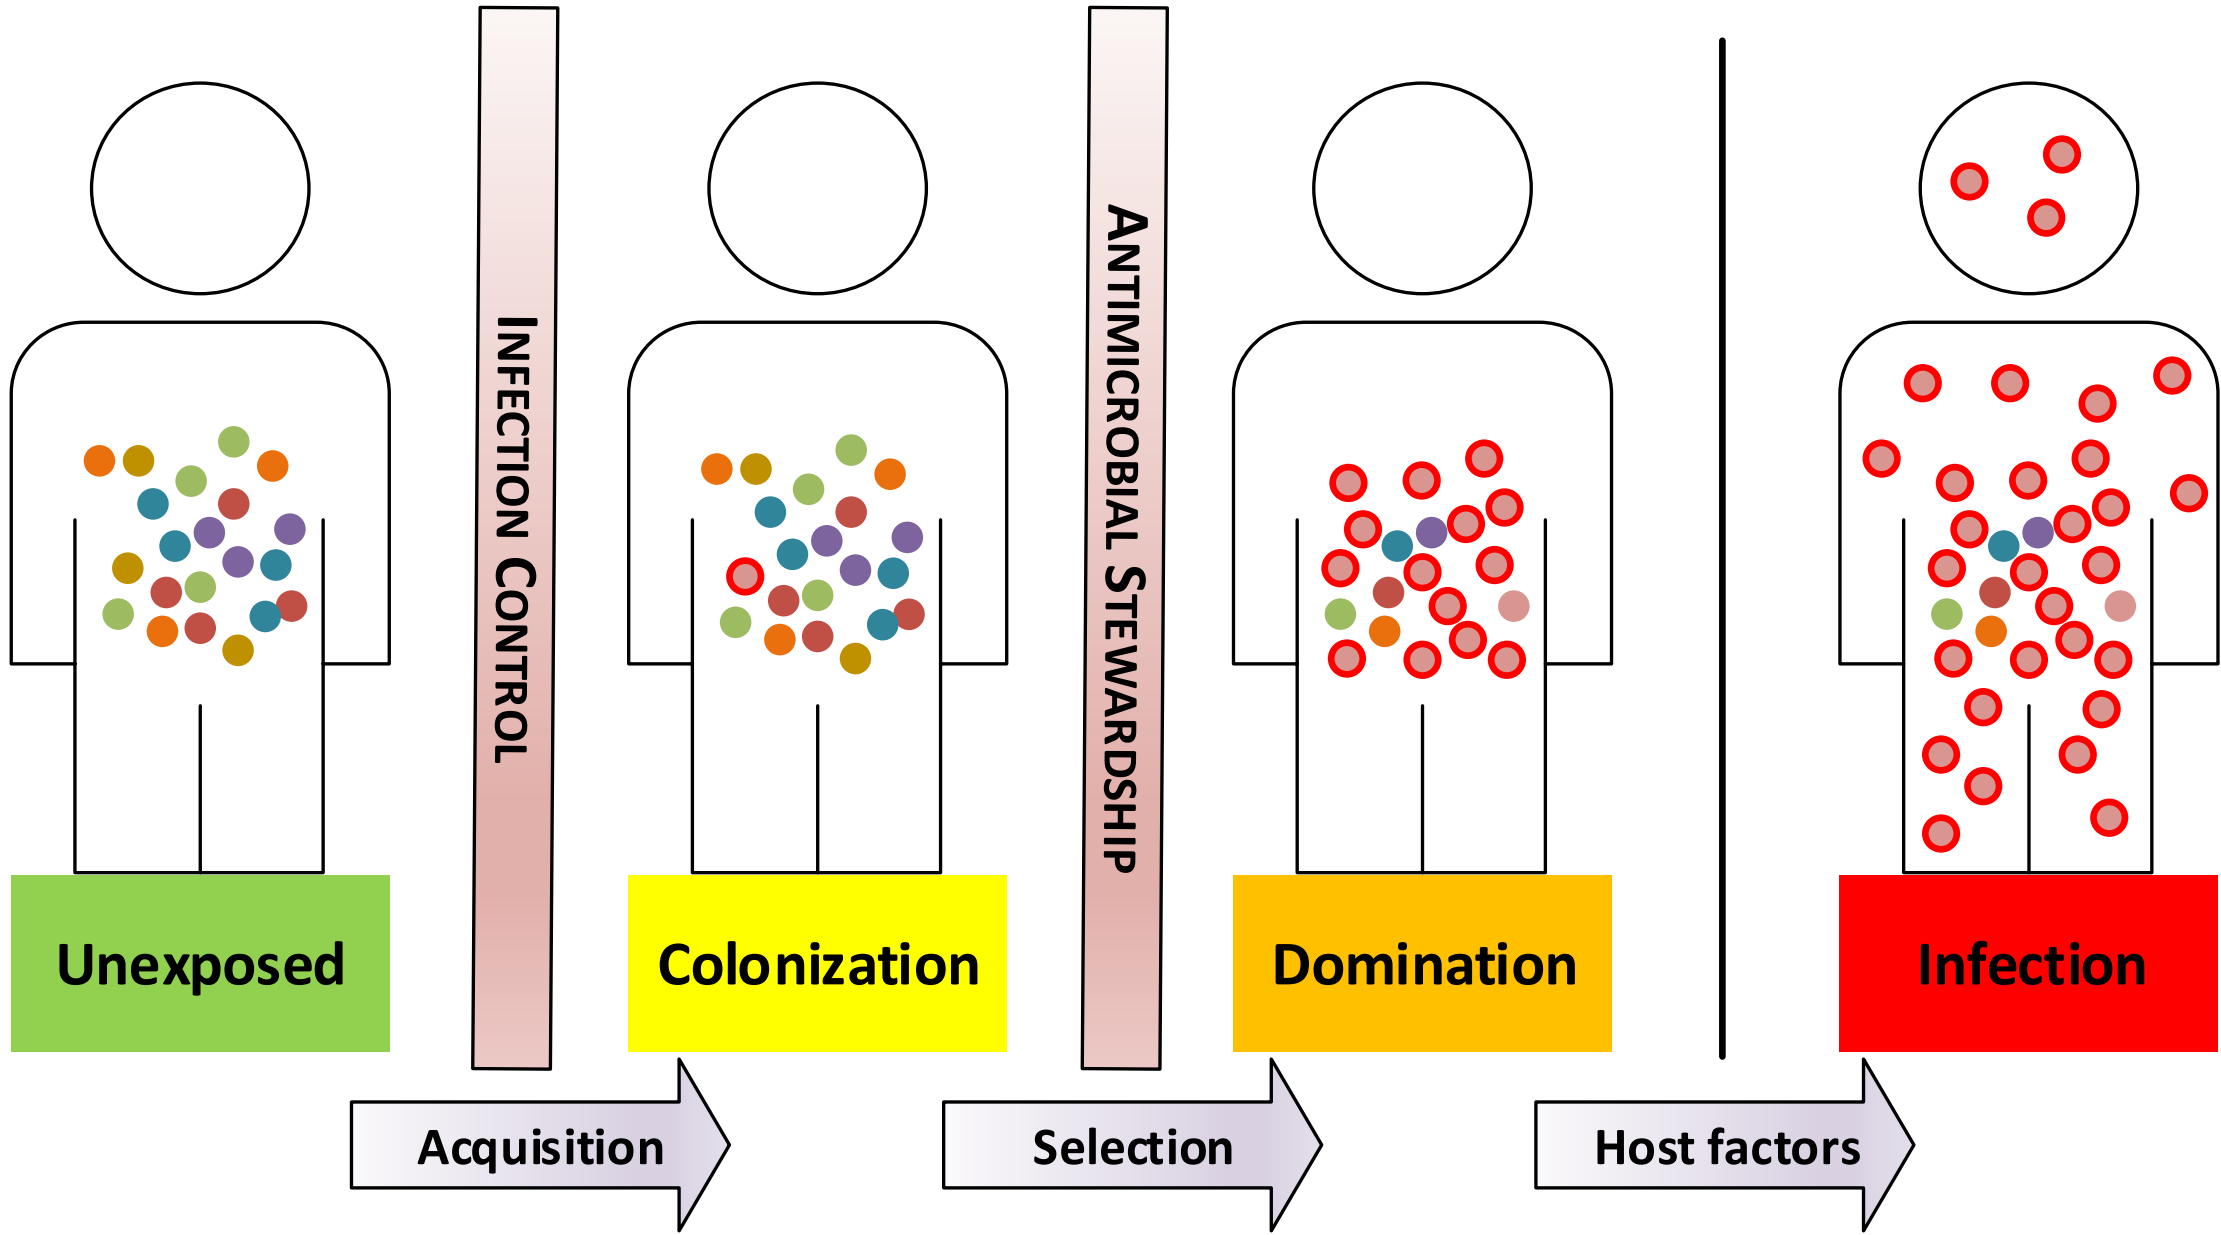 INFECTION CONTROL
ANTIMICROBIAL STEWARDSHIP
Unexposed
Colonization
Domination
Infection
Acquisition
Selection
Host factors